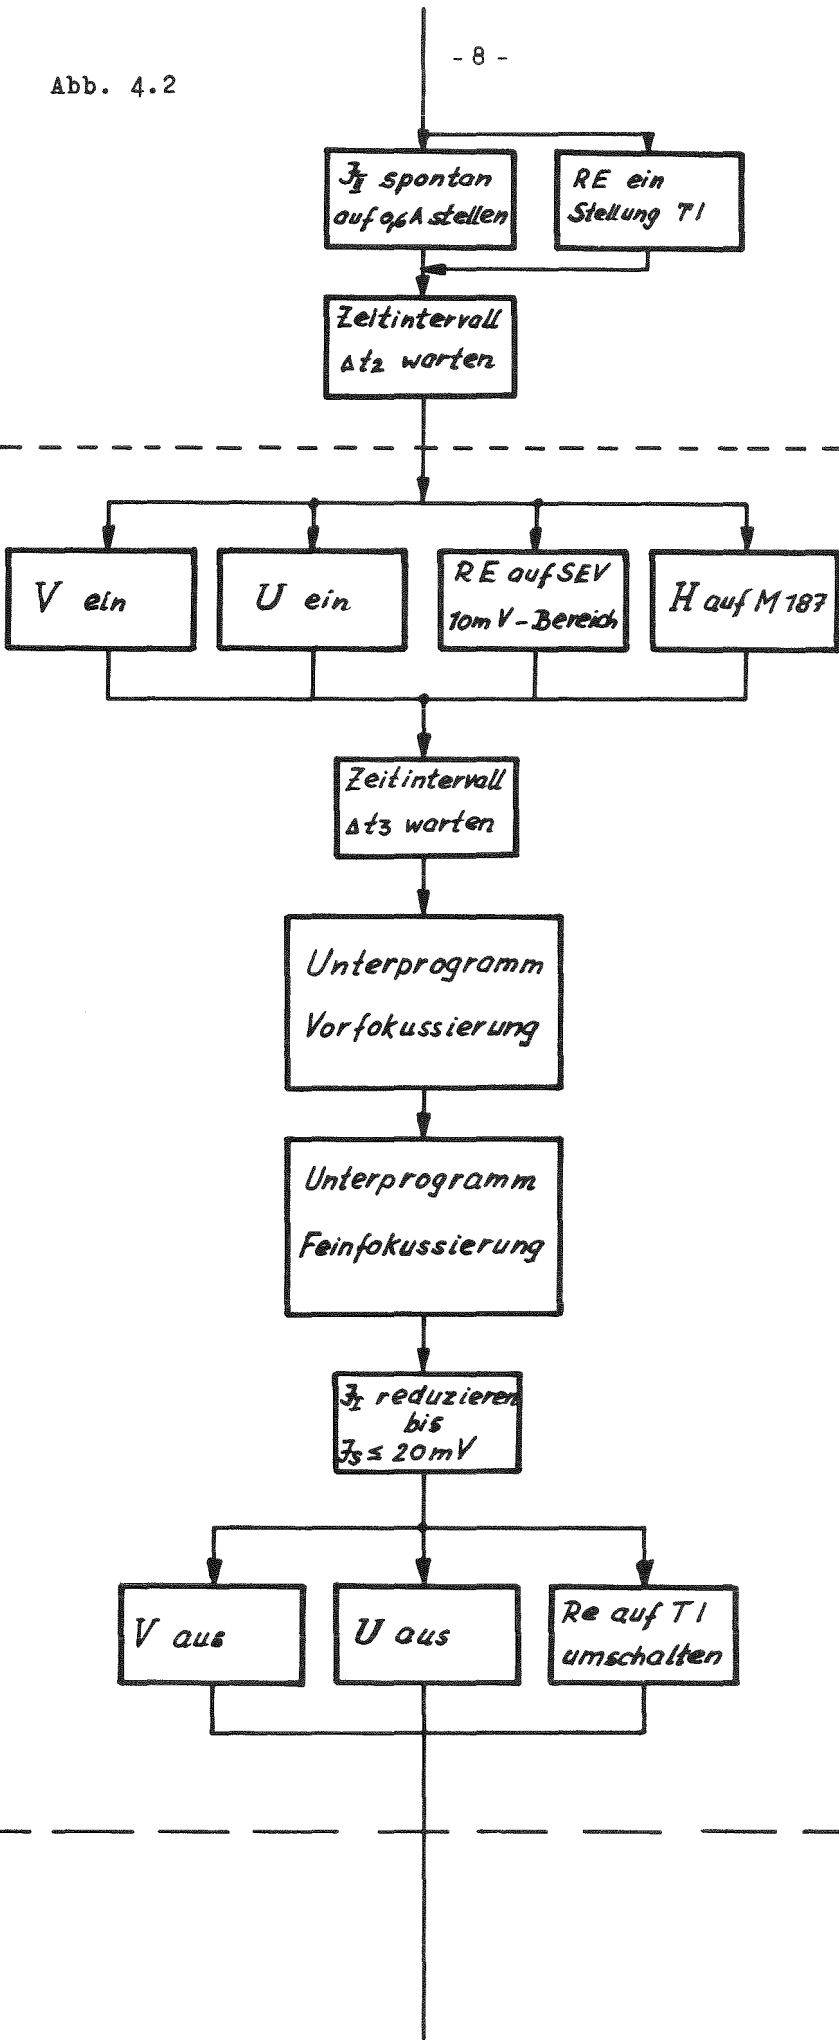 - 8 -
Abb. 4.2
J_II spontan
auf 0,6 A stellen
RE ein
Stellung T1
Zeitintervall
Δt2 warten
V ein
U ein
RE auf SEV
10mV-Bereich
H auf M 187
Zeitintervall
Δt3 warten
Unterprogramm
Vorfokussierung
Unterprogramm
Feinfokussierung
J_I reduzieren
bis
J_S ≤ 20mV
V aus
U aus
Re auf T1
umschalten